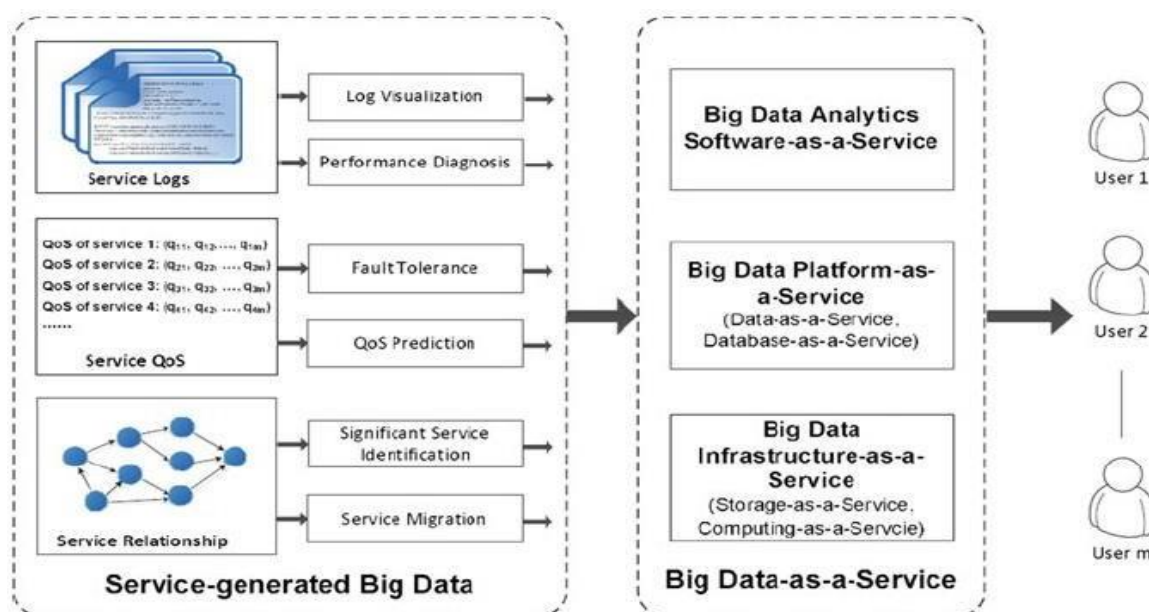 Service Logs
Log Visualization
Performance Diagnosis
QoS of service 1: (q11, q12,..., q1m)
QoS of service 2: (q21, q22, ..., q2m)
QoS of service 3: (q31, q32, ..., q3m)
QoS of service 4: (q41, q42, ..., q4m)
......
Service QoS
Fault Tolerance
QoS Prediction
Service Relationship
Significant Service
Identification
Service Migration
Service-generated Big Data
Big Data Analytics
Software-as-a-Service
Big Data Platform-as-
a-Service
(Data-as-a-Service,
Database-as-a-Service)
Big Data
Infrastructure-as-a-
Service
(Storage-as-a-Service,
Computing-as-a-Servcie)
Big Data-as-a-Service
User 1
User 2
User m